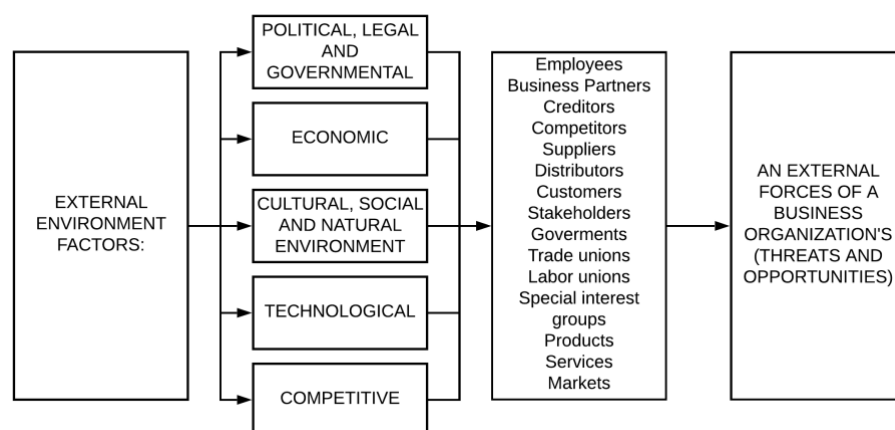 EXTERNAL
ENVIRONMENT
FACTORS:
POLITICAL, LEGAL
AND
GOVERNMENTAL
ECONOMIC
CULTURAL, SOCIAL
AND NATURAL
ENVIRONMENT
TECHNOLOGICAL
COMPETITIVE
Employees
Business Partners
Creditors
Competitors
Suppliers
Distributors
Customers
Stakeholders
Goverments
Trade unions
Labor unions
Special interest
groups
Products
Services
Markets
AN EXTERNAL
FORCES OF A
BUSINESS
ORGANIZATION'S
(THREATS AND
OPPORTUNITIES)